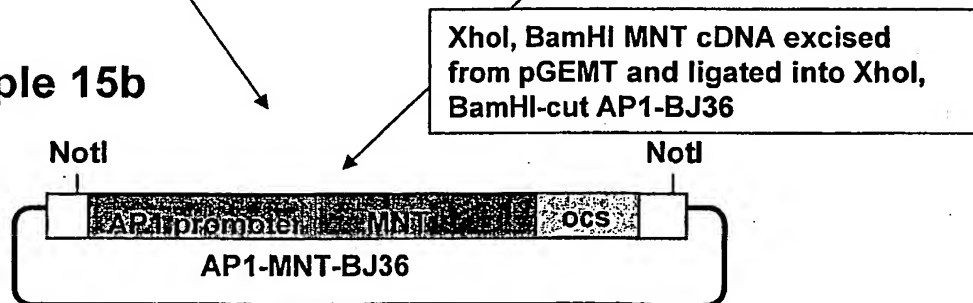 XhoI, BamHI MNT cDNA excised
from pGEMT and ligated into XhoI,
BamHI-cut AP1-BJ36
ple 15b
NotI NotI
AP1 promoter MNT ocs
AP1-MNT-BJ36